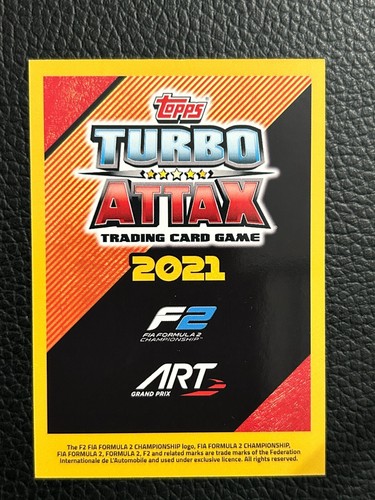 Topps
TURBO
ATTAX
TRADING CARD GAME
2021
F2
FIA FORMULA 2
CHAMPIONSHIP™
ART
GRAND PRIX
The F2 FIA FORMULA 2 CHAMPIONSHIP logo, FIA FORMULA 2 CHAMPIONSHIP,
FIA FORMULA 2, FORMULA 2, F2 and related marks are trade marks of the Federation
Internationale de L'Automobile and used under exclusive licence. All rights reserved.